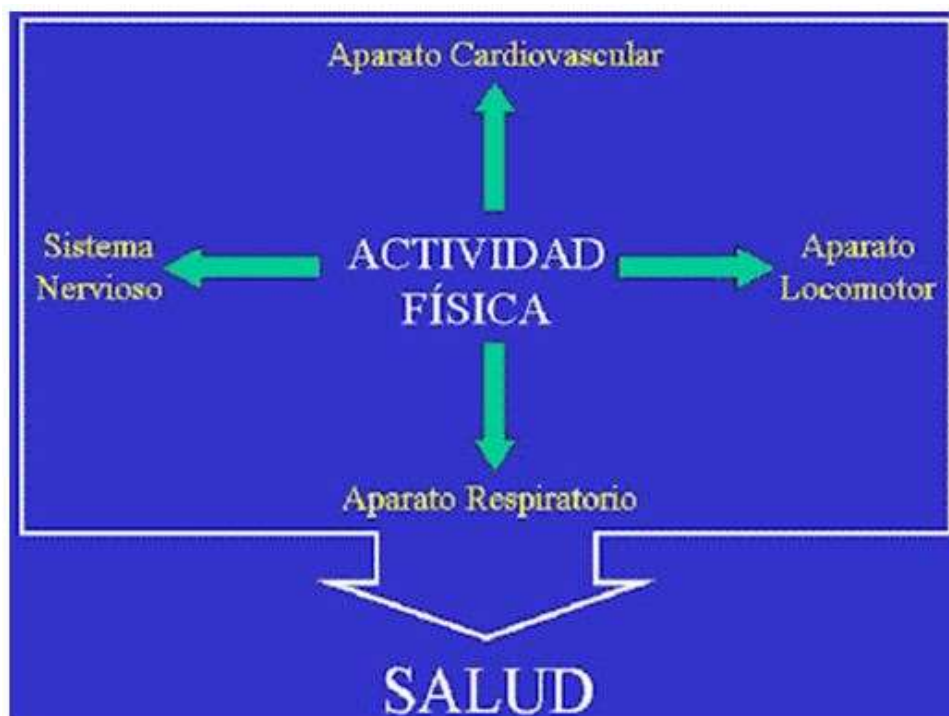 Aparato Cardiovascular
Sistema
Nervioso
ACTIVIDAD
FÍSICA
Aparato
Locomotor
Aparato Respiratorio
SALUD